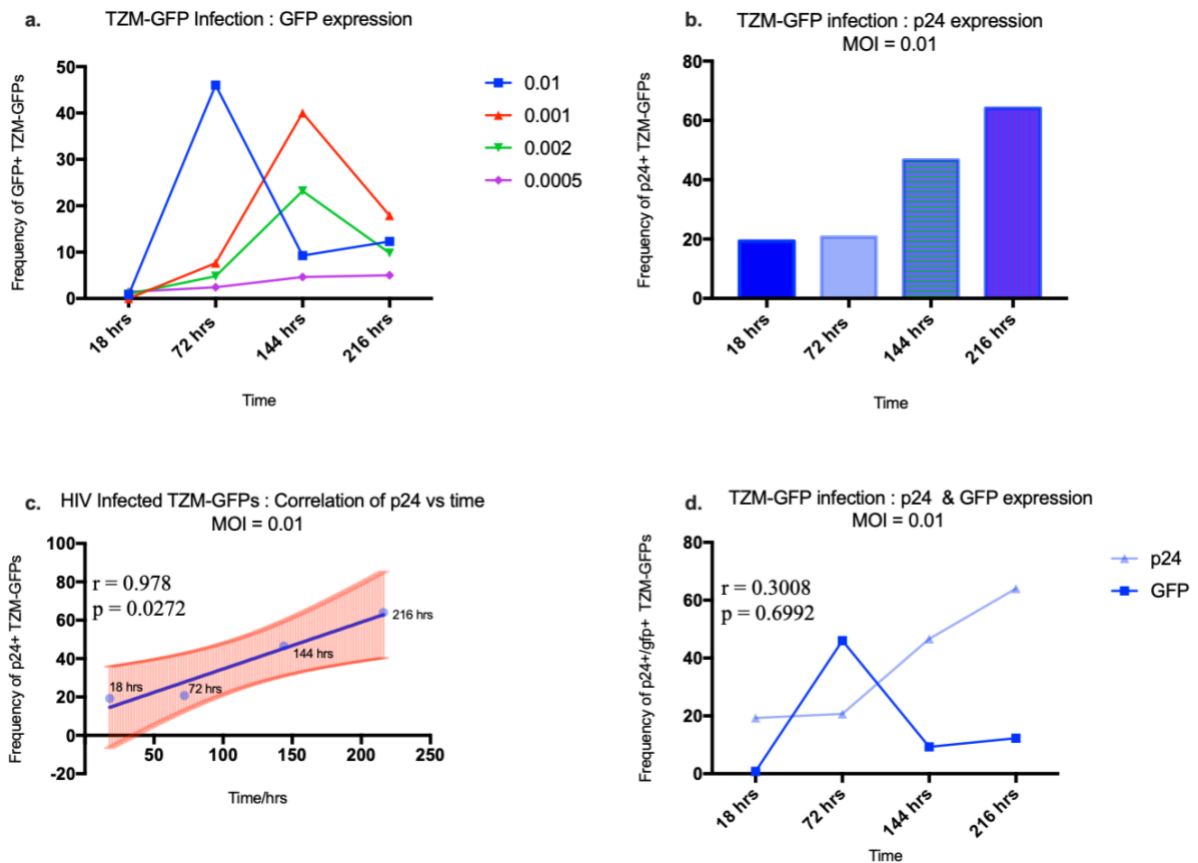 a.
TZM-GFP Infection : GFP expression
Frequency of GFP+ TZM-GFPs
50
40
30
20
10
0
18 hrs
72 hrs
144 hrs
216 hrs
Time
0.01
0.001
0.002
0.0005
b.
TZM-GFP infection : p24 expression
MOI = 0.01
Frequency of p24+ TZM-GFPs
80
60
40
20
0
18 hrs
72 hrs
144 hrs
216 hrs
Time
c.
HIV Infected TZM-GFPs : Correlation of p24 vs time
MOI = 0.01
Frequency of p24+ TZM-GFPs
100
80
60
40
20
0
-20
r = 0.978
p = 0.0272
18 hrs
72 hrs
144 hrs
216 hrs
50
100
150
200
250
Time/hrs
d.
TZM-GFP infection : p24 & GFP expression
MOI = 0.01
Frequency of p24+/gfp+ TZM-GFPs
80
60
40
20
0
r = 0.3008
p = 0.6992
18 hrs
72 hrs
144 hrs
216 hrs
Time
p24
GFP